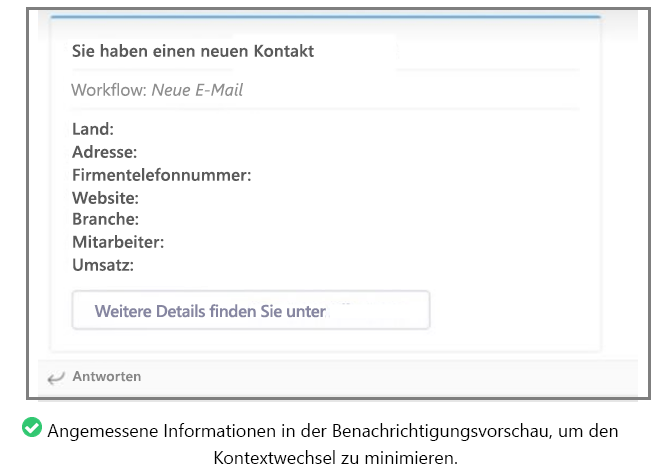 Sie haben einen neuen Kontakt
Workflow: Neue E-Mail
Land:
Adresse:
Firmentelefonnummer:
Website:
Branche:
Mitarbeiter:
Umsatz:
Weitere Details finden Sie unter
Antworten
Angemessene Informationen in der Benachrichtigungsvorschau, um den
Kontextwechsel zu minimieren.